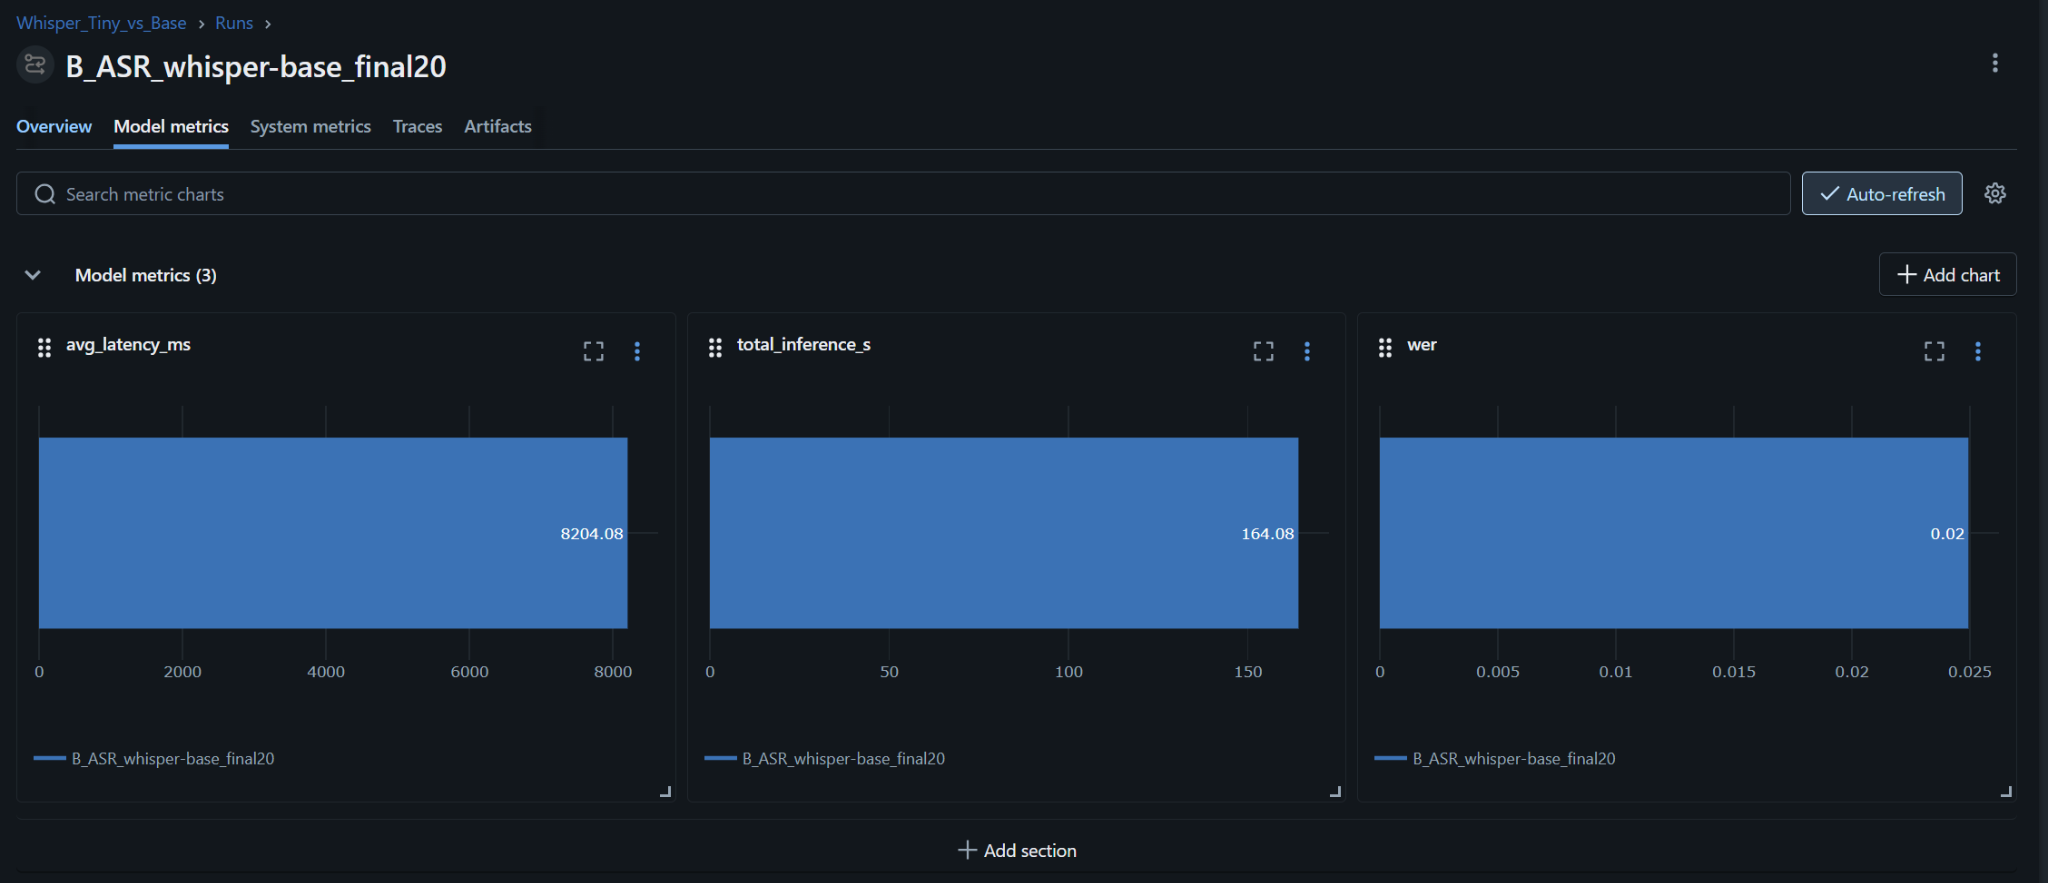 Whisper_Tiny_vs_Base > Runs >
B_ASR_whisper-base_final20
Overview Model metrics System metrics Traces Artifacts
Search metric charts
Auto-refresh
Model metrics (3)
Add chart
avg_latency_ms
8204.08
0 2000 4000 6000 8000
B_ASR_whisper-base_final20
total_inference_s
164.08
0 50 100 150
B_ASR_whisper-base_final20
wer
0.02
0 0.005 0.01 0.015 0.02 0.025
B_ASR_whisper-base_final20
Add section